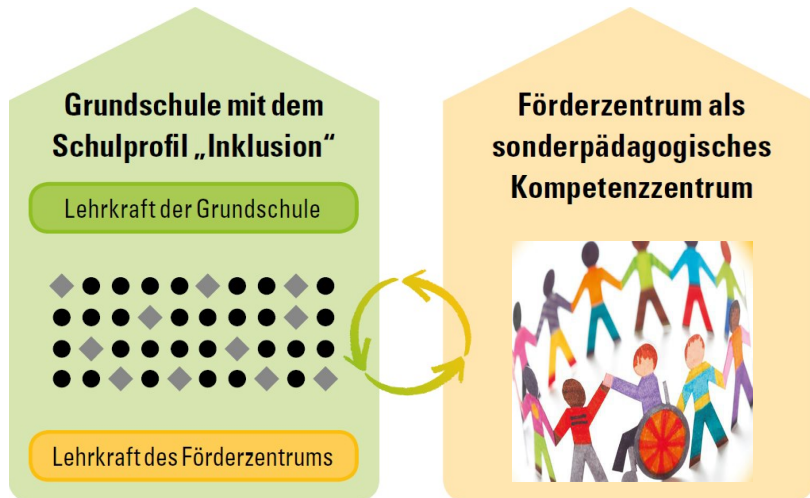 Grundschule mit dem
Schulprofil „Inklusion“
Lehrkraft der Grundschule
Lehrkraft des Förderzentrums
Förderzentrum als
sonderpädagogisches
Kompetenzzentrum